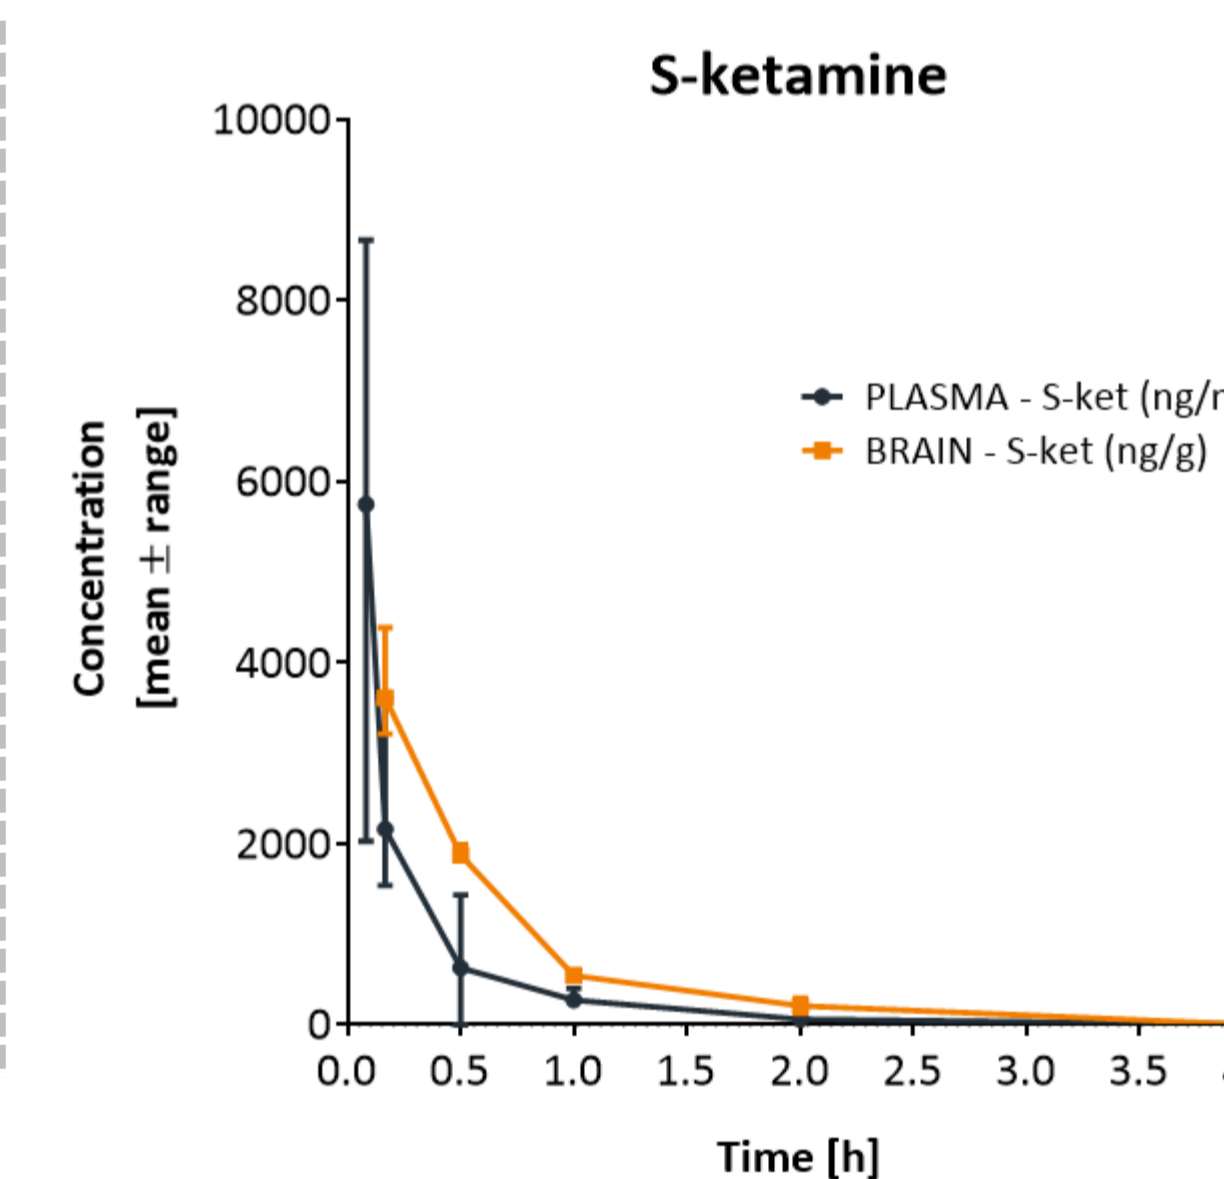 S-ketamine
10000
8000
6000
4000
2000
0
Concentration
[mean ± range]
PLASMA - S-ket
BRAIN - S-ket (ng/g)
0.0 0.5 1.0 1.5 2.0 2.5 3.0 3.5
Time [h]